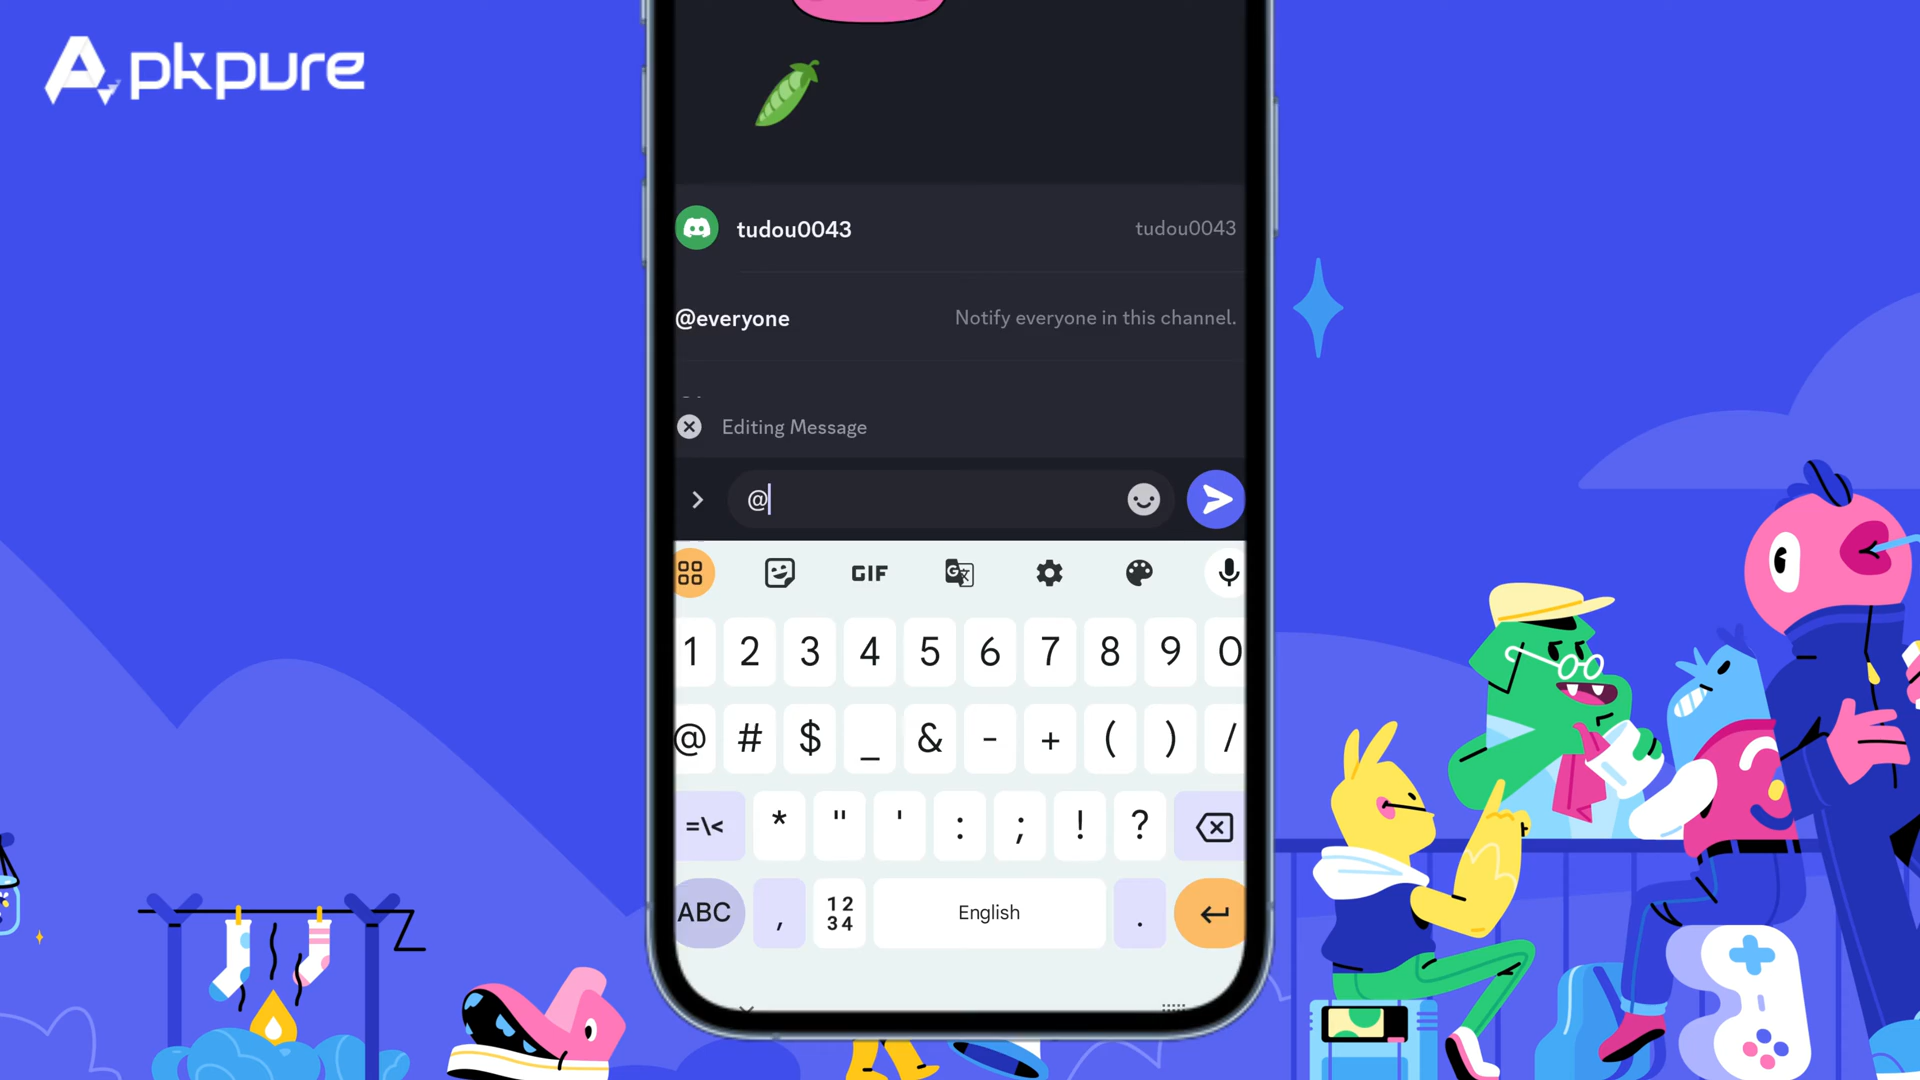 Apkpure
tudou0043 tudou0043
@everyone Notify everyone in this channel.
Editing Message
@
GIF
1 2 3 4 5 6 7 8 9 0
@ # $ _ & - + ( ) /
=\< * " ' : ; ! ?
ABC , 12 34 English .